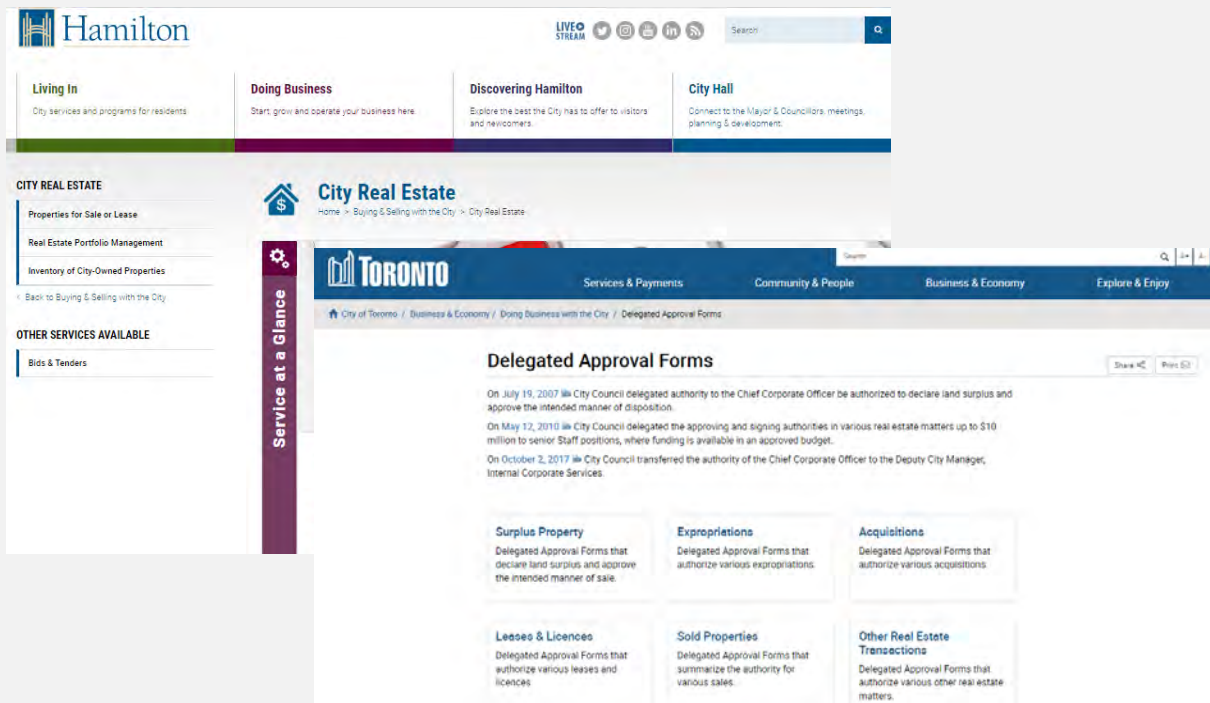 Hamilton
LIVE
STREAM
Search
Living In
City services and programs for residents
Doing Business
Start, grow and operate your business here.
Discovering Hamilton
Explore the best the City has to offer to visitors
and newcomers.
City Hall
Connect to the Mayor & Councillors, meetings,
planning & development.
CITY REAL ESTATE
Properties for Sale or Lease
Real Estate Portfolio Management
Inventory of City-Owned Properties
< Back to Buying & Selling with the City
OTHER SERVICES AVAILABLE
Bids & Tenders
$
City Real Estate
Home > Buying & Selling with the City > City Real Estate
Service at a Glance
TORONTO
Search
Services & Payments
Community & People
Business & Economy
Explore & Enjoy
City of Toronto / Business & Economy / Doing Business with the City / Delegated Approval Forms
Delegated Approval Forms
Share
Print
On July 19, 2007 City Council delegated authority to the Chief Corporate Officer be authorized to declare land surplus and
approve the intended manner of disposition.
On May 12, 2010 City Council delegated the approving and signing authorities in various real estate matters up to $10
million to senior Staff positions, where funding is available in an approved budget.
On October 2, 2017 City Council transferred the authority of the Chief Corporate Officer to the Deputy City Manager,
Internal Corporate Services.
Surplus Property
Delegated Approval Forms that
declare land surplus and approve
the intended manner of sale.
Expropriations
Delegated Approval Forms that
authorize various expropriations
Acquisitions
Delegated Approval Forms that
authorize various acquisitions
Leases & Licences
Delegated Approval Forms that
authorize various leases and
licences
Sold Properties
Delegated Approval Forms that
summarize the authority for
various sales.
Other Real Estate
Transactions
Delegated Approval Forms that
authorize various other real estate
matters.